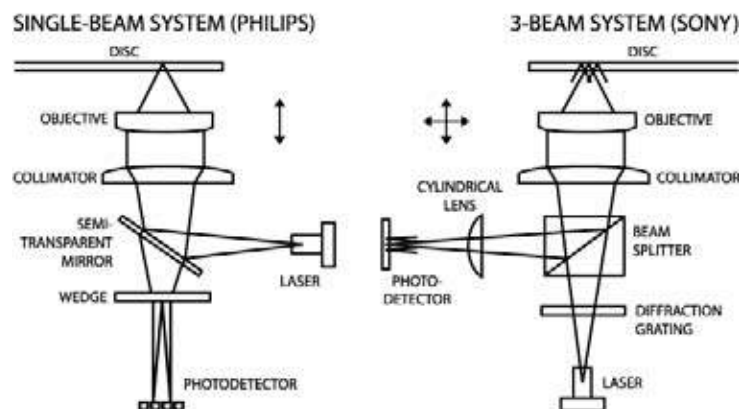 SINGLE-BEAM SYSTEM (PHILIPS)
DISC
OBJECTIVE
COLLIMATOR
SEMI-
TRANSPARENT
MIRROR
LASER
WEDGE
PHOTODETECTOR
3-BEAM SYSTEM (SONY)
DISC
OBJECTIVE
COLLIMATOR
CYLINDRICAL
LENS
BEAM
SPLITTER
PHOTO-
DETECTOR
DIFFRACTION
GRATING
LASER